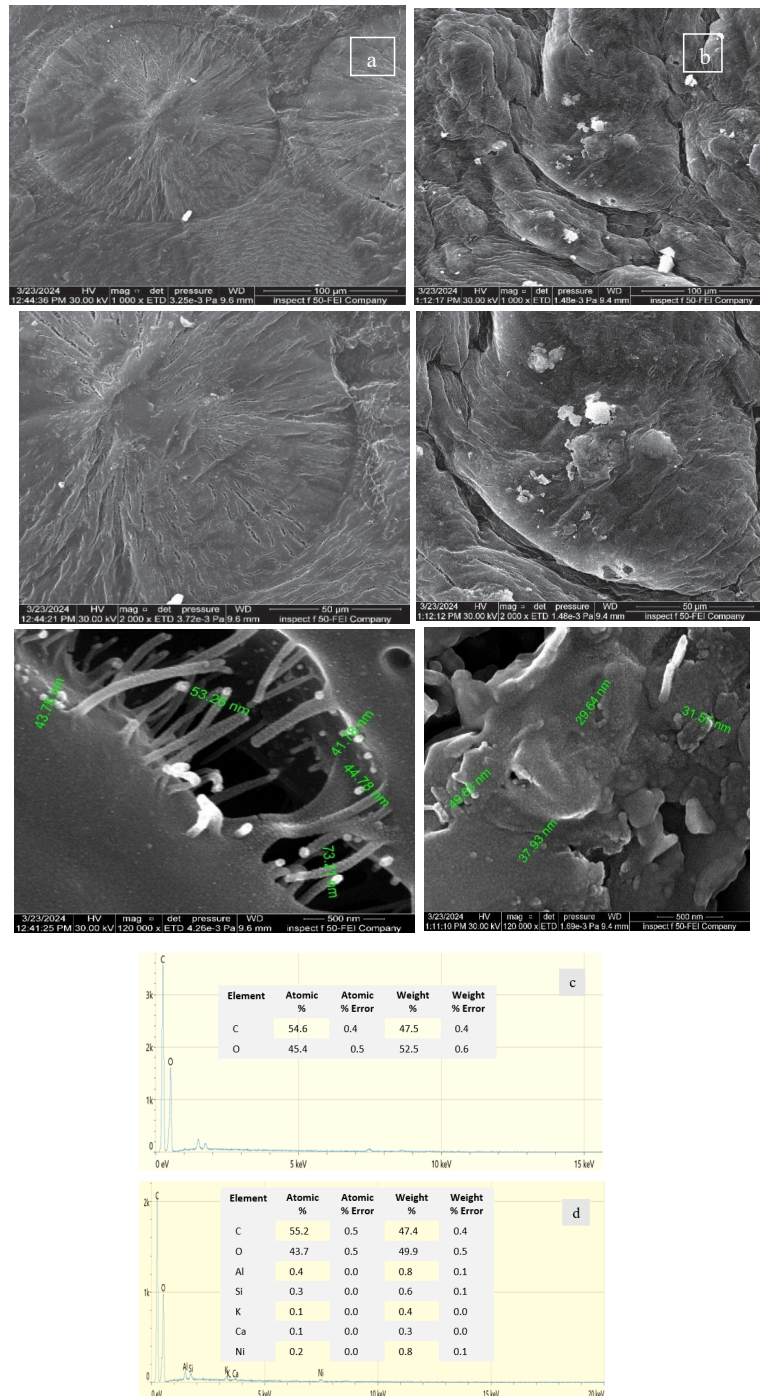 a
3/23/2024 HV mag □ det pressure WD 100 µm
12:44:36 PM 30.00 kV 1 000 x ETD 3.25e-3 Pa 9.6 mm inspect f 50-FEI Company
b
3/23/2024 HV mag □ det pressure WD 100 µm
1:12:17 PM 30.00 kV 1 000 x ETD 1.48e-3 Pa 9.4 mm inspect f 50-FEI Company
3/23/2024 HV mag □ det pressure WD 50 µm
12:44:21 PM 30.00 kV 2 000 x ETD 3.72e-3 Pa 9.6 mm inspect f 50-FEI Company
3/23/2024 HV mag □ det pressure WD 50 µm
1:12:12 PM 30.00 kV 2 000 x ETD 1.48e-3 Pa 9.4 mm inspect f 50-FEI Company
nm
53.20 nm
nm
44.78 nm
nm
3/23/2024 HV mag □ det pressure WD 500 nm
12:41:25 PM 30.00 kV 120 000 x ETD 4.26e-3 Pa 9.6 mm inspect f 50-FEI Company
29.64 nm
nm
nm
37.93 nm
3/23/2024 HV mag □ det pressure WD 500 nm
1:11:10 PM 30.00 kV 120 000 x ETD 1.69e-3 Pa 9.4 mm inspect f 50-FEI Company
C
c
3k
2k
1k
0
O
Element Atomic % Atomic % Error Weight % Weight % Error
C 54.6 0.4 47.5 0.4
O 45.4 0.5 52.5 0.6
0 eV 5 keV 10 keV 15 keV
C
d
2k
1k
0
O
Element Atomic % Atomic % Error Weight % Weight % Error
C 55.2 0.5 47.4 0.4
O 43.7 0.5 49.9 0.5
Al 0.4 0.0 0.8 0.1
Si 0.3 0.0 0.6 0.1
K 0.1 0.0 0.4 0.0
Ca 0.1 0.0 0.3 0.0
Ni 0.2 0.0 0.8 0.1
Al Si K K Ca Ni
0 eV 5 keV 10 keV 15 keV 20 keV